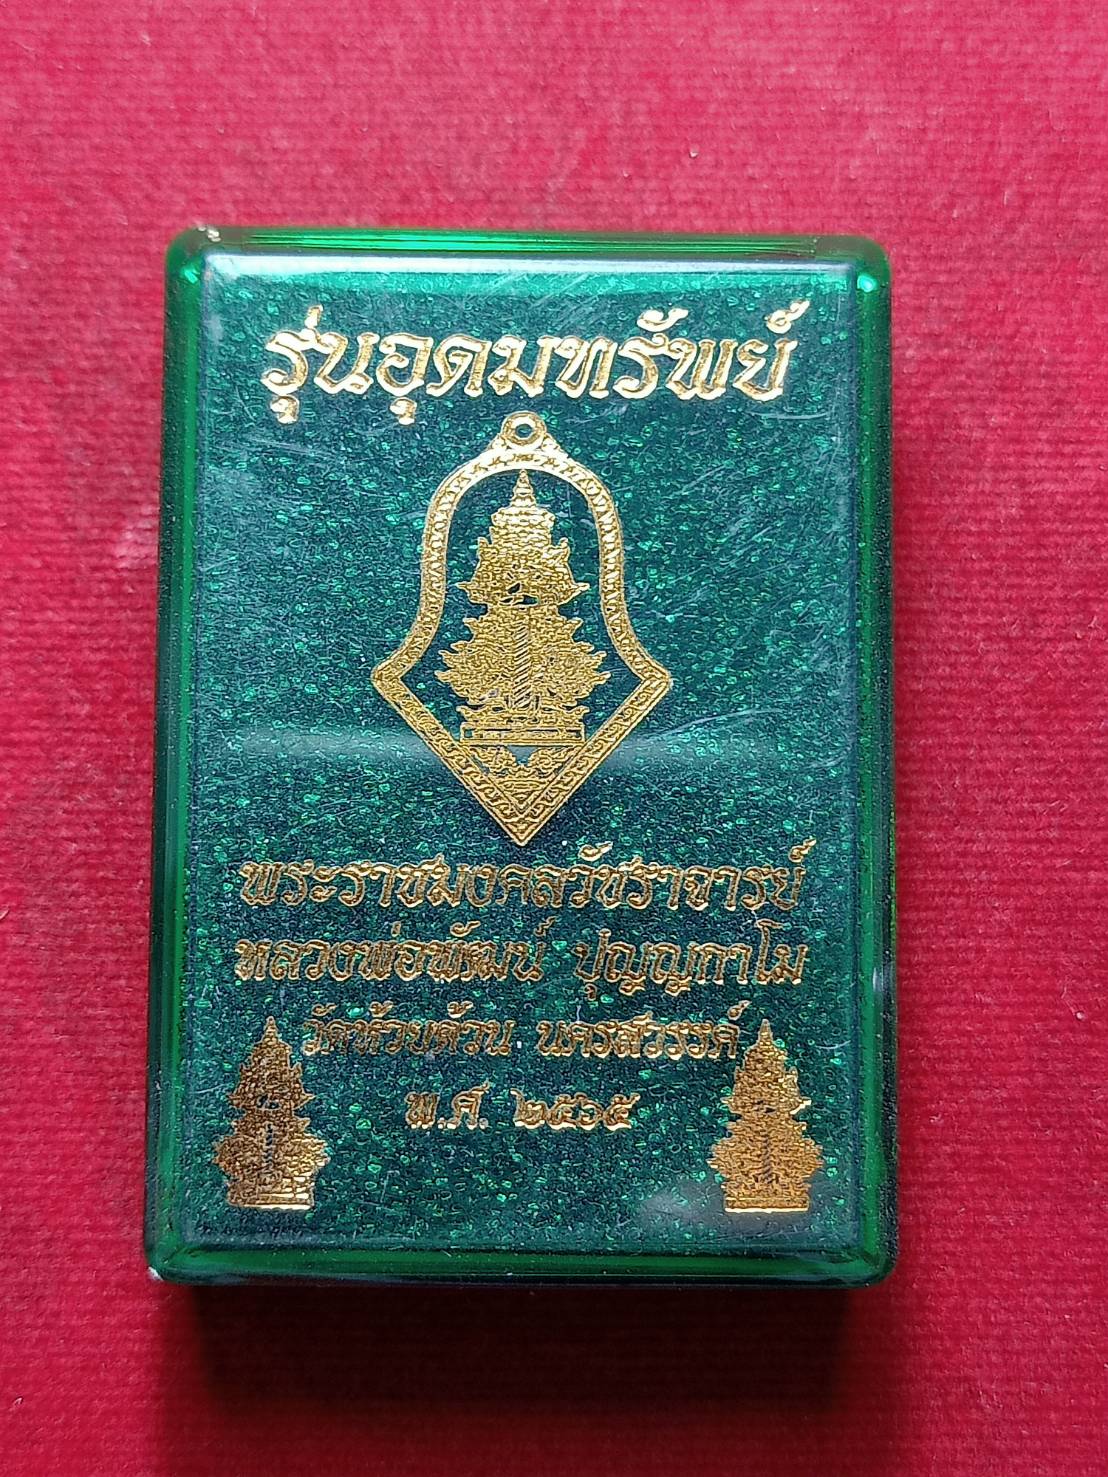 รุ่นอุดมทรัพย์
พระราชมงคลวัชราจารย์
หลวงพ่อพัฒน์ ปุญญกาโม
วัดห้วยด้วน นครสวรรค์
พ.ศ. ๒๕๖๕